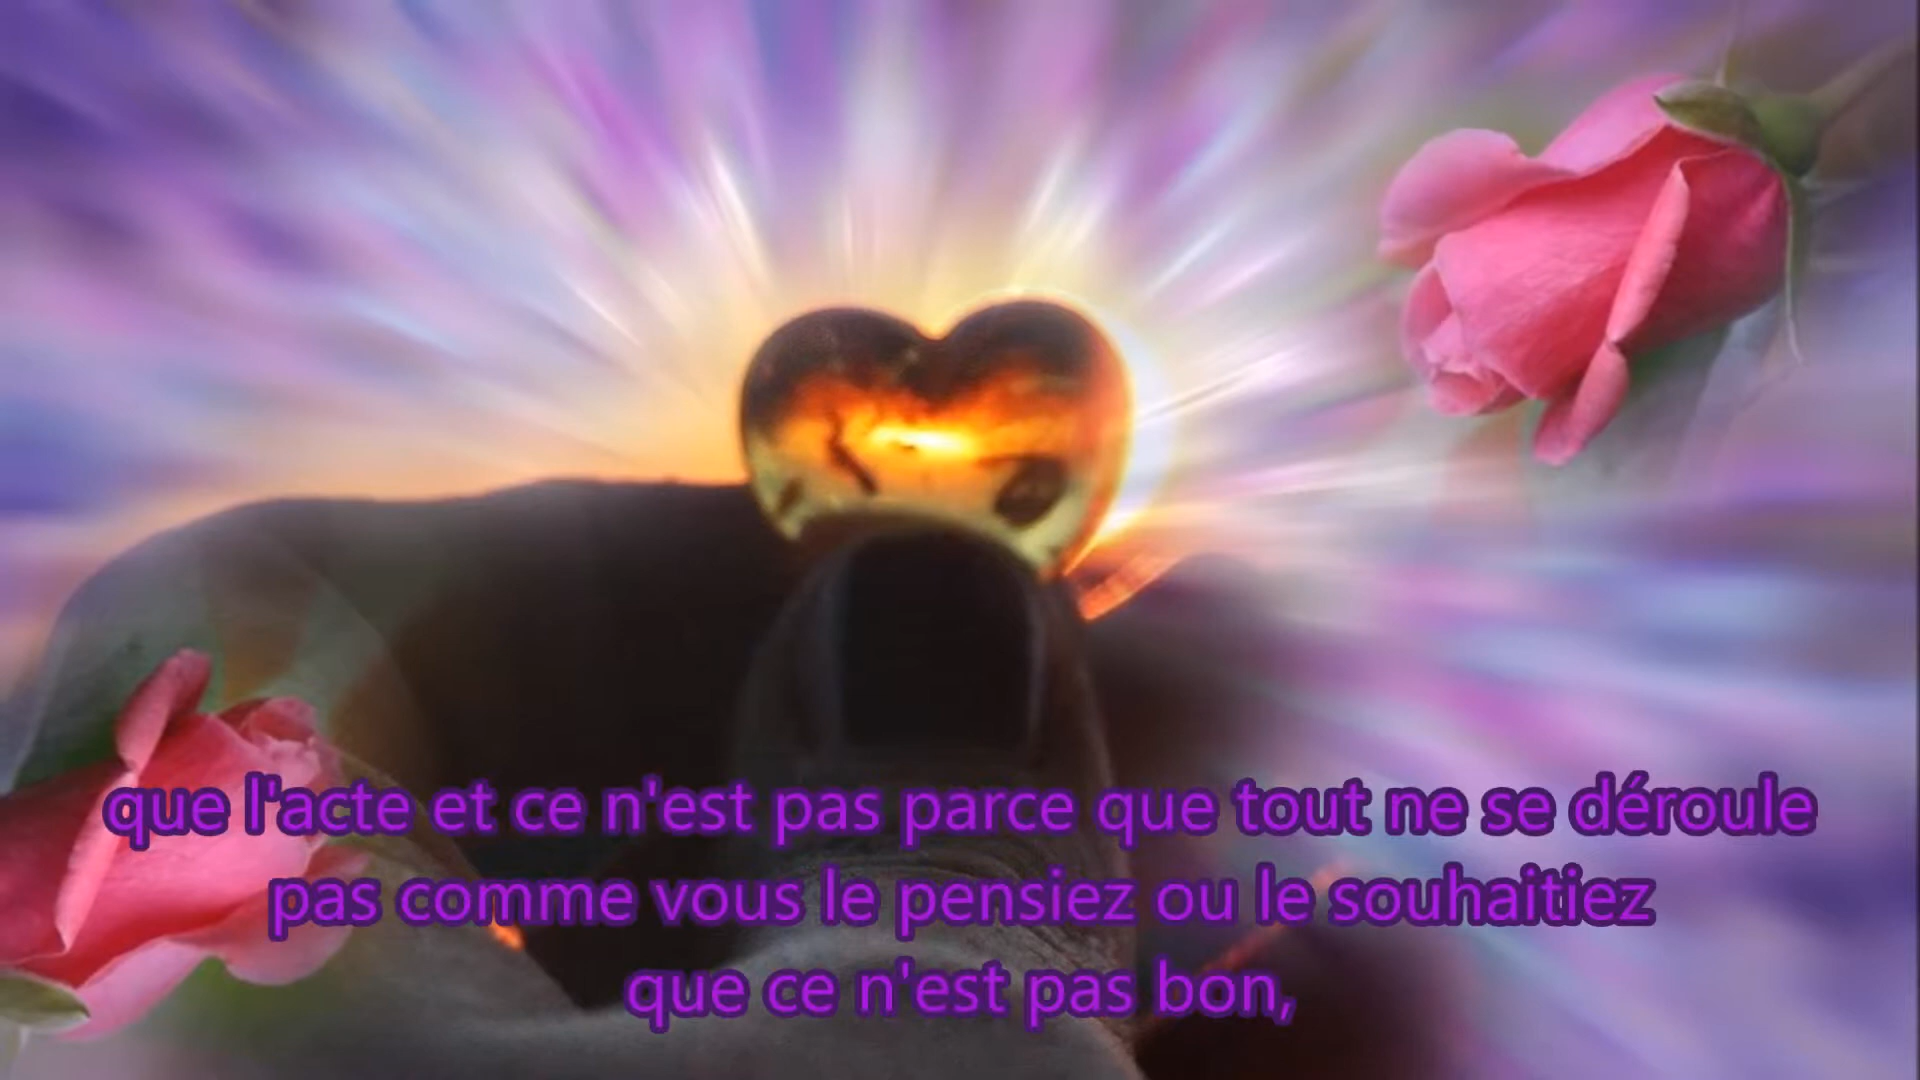 que l'acte et ce n'est pas parce que tout ne se déroule
pas comme vous le pensiez ou le souhaitiez
que ce n'est pas bon,